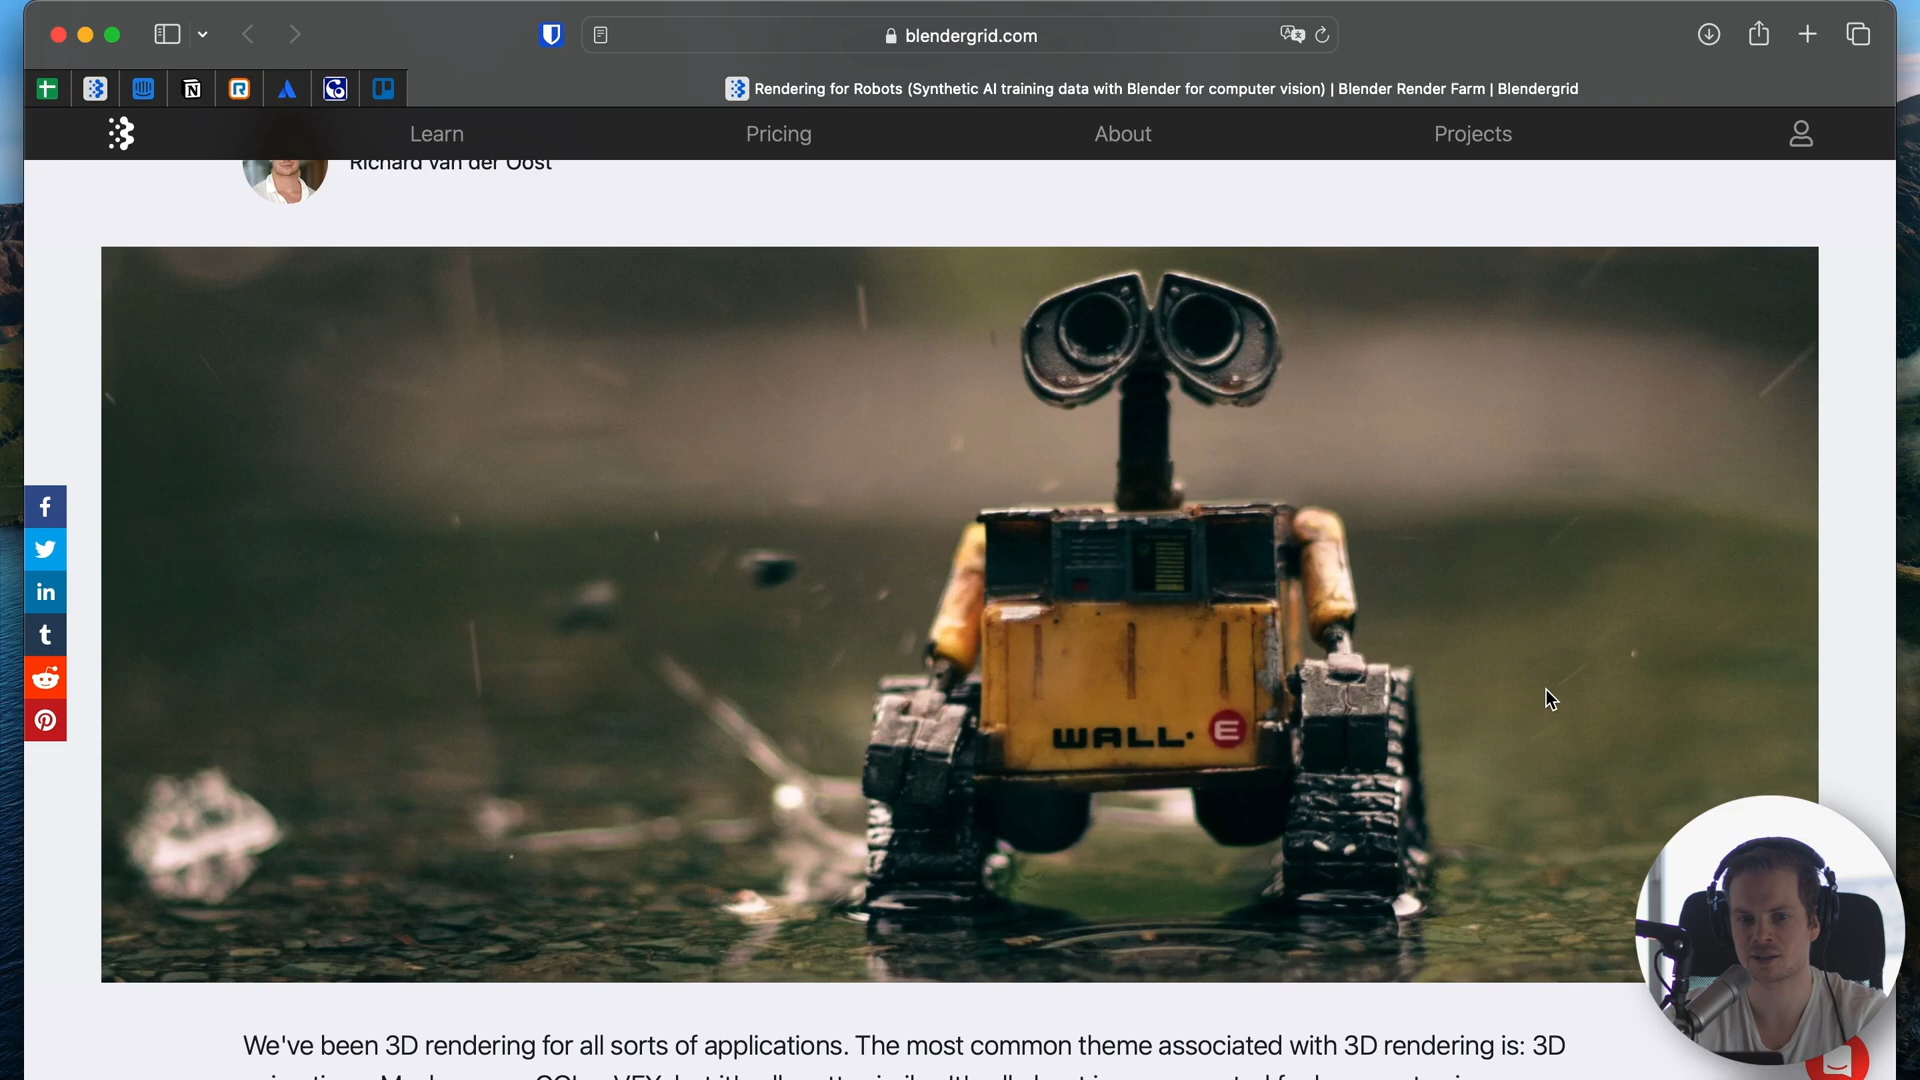 blendergrid.com
Rendering for Robots (Synthetic AI training data with Blender for computer vision) | Blender Render Farm | Blendergrid
Learn
Pricing
About
Projects
Richard van der Oost
WALL• E
We've been 3D rendering for all sorts of applications. The most common theme associated with 3D rendering is: 3D